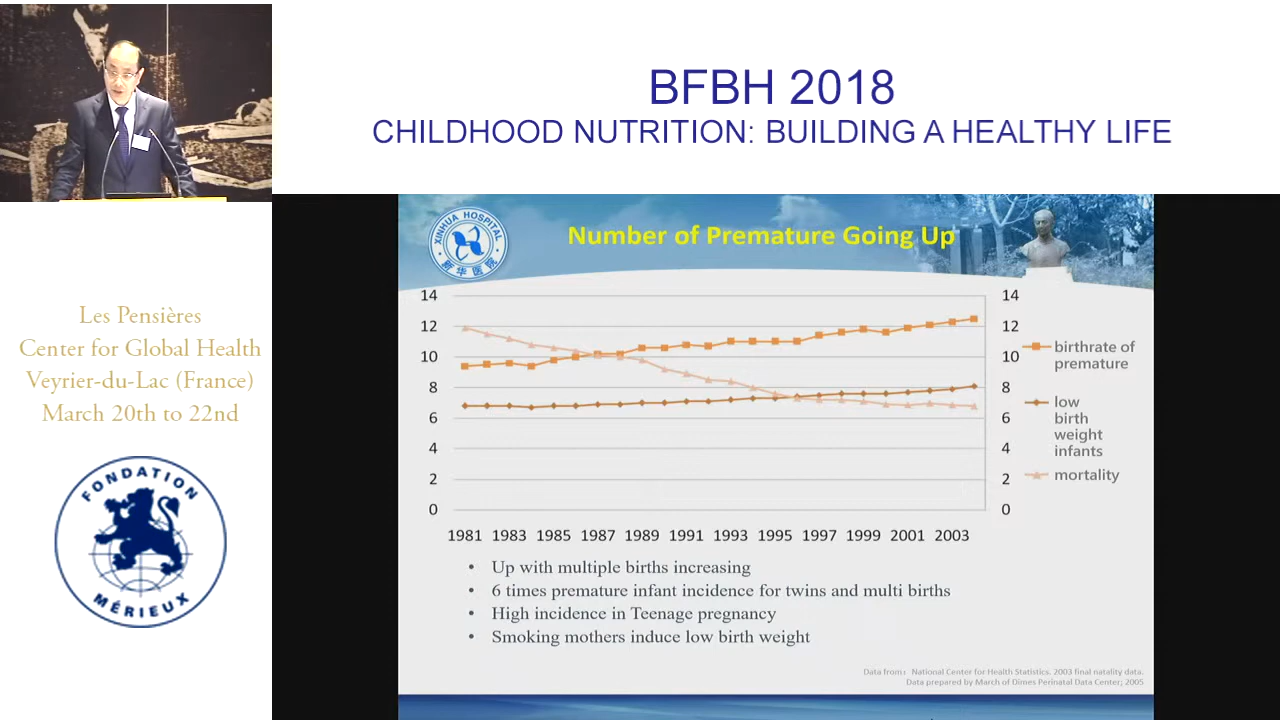 BFBH 2018
CHILDHOOD NUTRITION: BUILDING A HEALTHY LIFE
Les Pensières
Center for Global Health
Veyrier-du-Lac (France)
March 20th to 22nd
FONDATION
MÉRIEUX
XINHUA HOSPITAL
新华医院
Number of Premature Going Up
14
12
10
8
6
4
2
0
14
12
10
8
6
4
2
0
1981 1983 1985 1987 1989 1991 1993 1995 1997 1999 2001 2003
birthrate of
premature
low
birth
weight
infants
mortality
• Up with multiple births increasing
• 6 times premature infant incidence for twins and multi births
• High incidence in Teenage pregnancy
• Smoking mothers induce low birth weight
Data from: National Center for Health Statistics. 2003 final natality data.
Data prepared by March of Dimes Perinatal Data Center; 2005